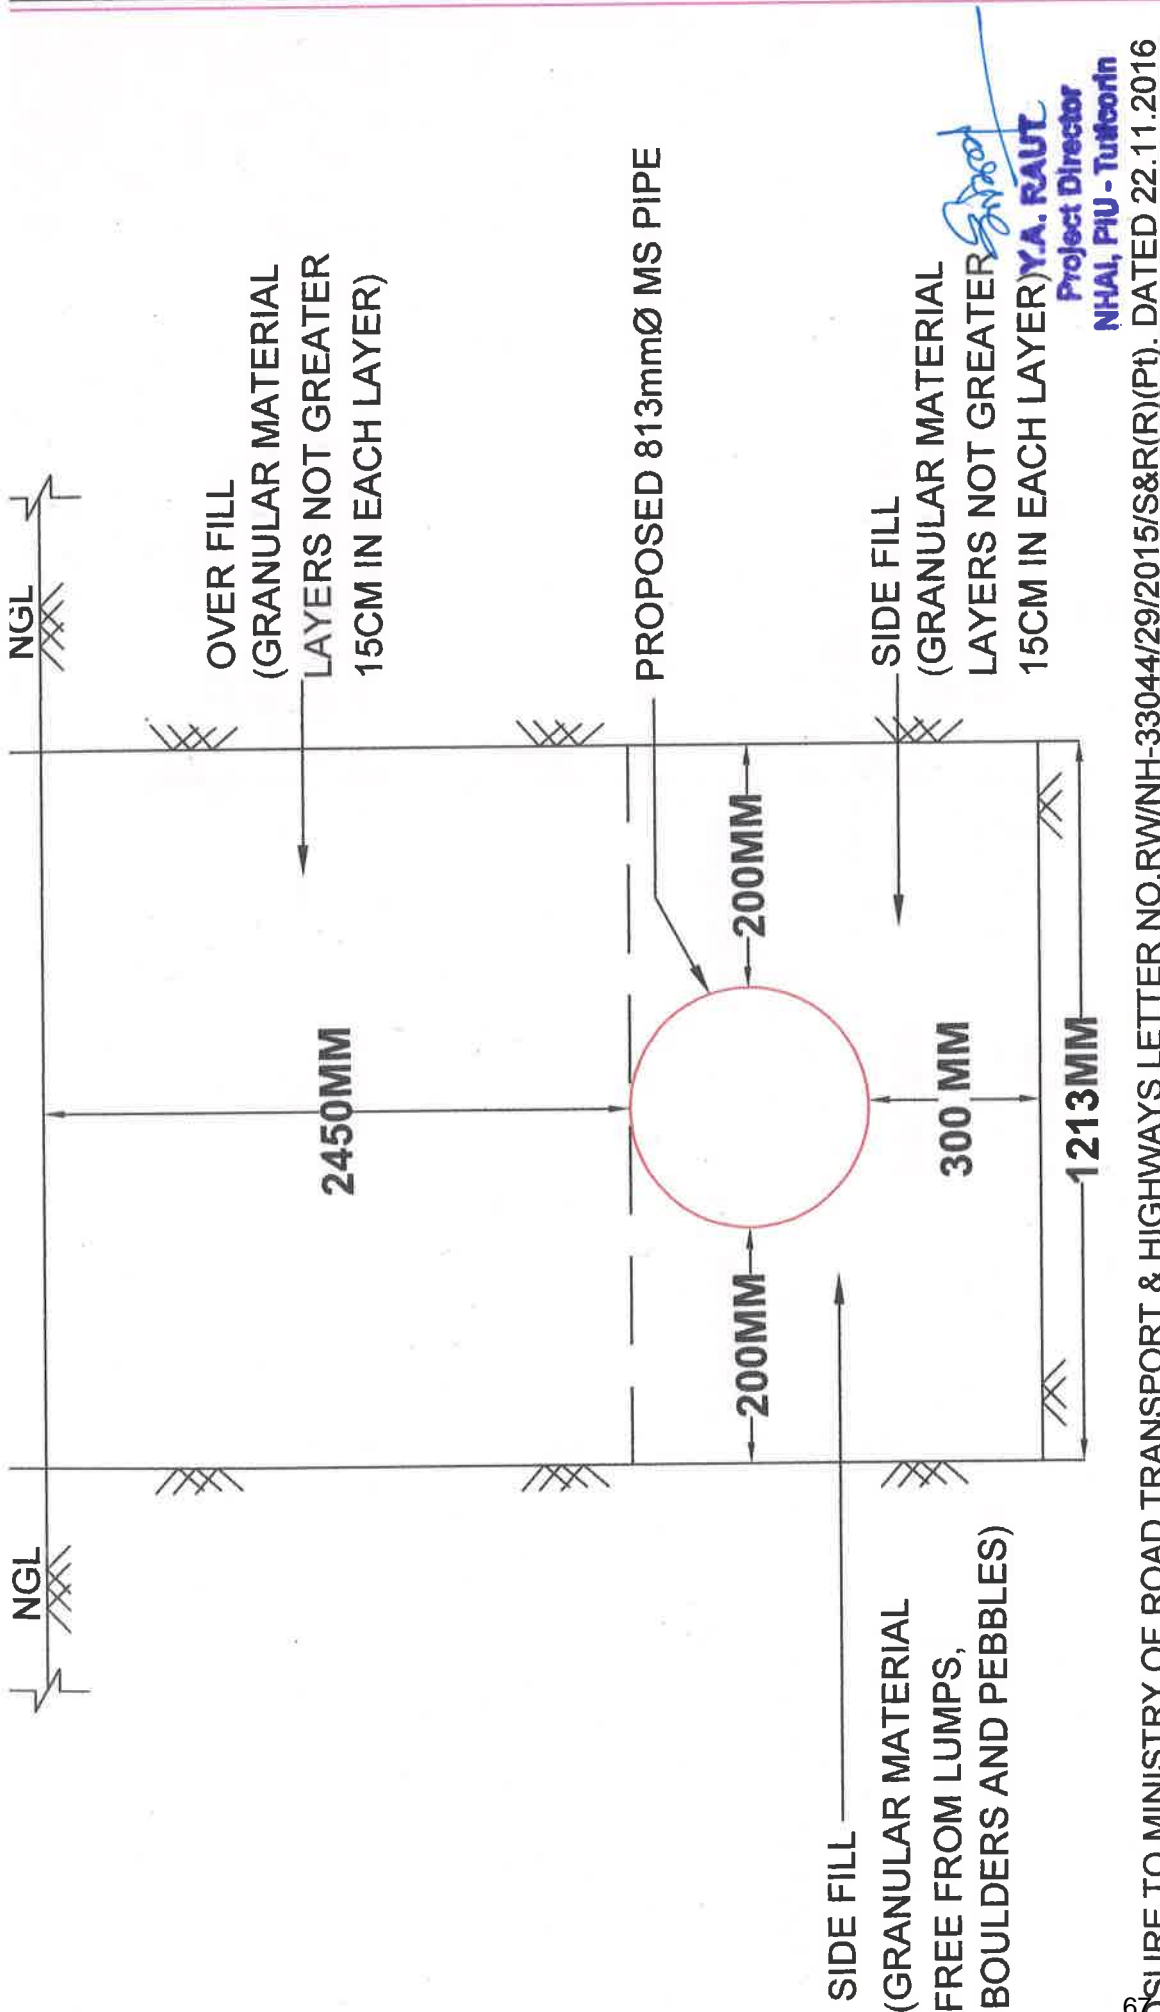 NGL
NGL
OVER FILL
(GRANULAR MATERIAL
LAYERS NOT GREATER
15CM IN EACH LAYER)
2450MM
PROPOSED 813mmØ MS PIPE
200MM
200MM
SIDE FILL
(GRANULAR MATERIAL
FREE FROM LUMPS,
BOULDERS AND PEBBLES)
SIDE FILL
(GRANULAR MATERIAL
LAYERS NOT GREATER
15CM IN EACH LAYER)
300 MM
1213MM
Y.A. RAUT
Project Director
NHAI, PIU - Tuticorin
SURE TO MINISTRY OF ROAD TRANSPORT & HIGHWAYS LETTER NO.RW/NH-33044/29/2015/S&R(R)(Pt). DATED 22.11.2016
67